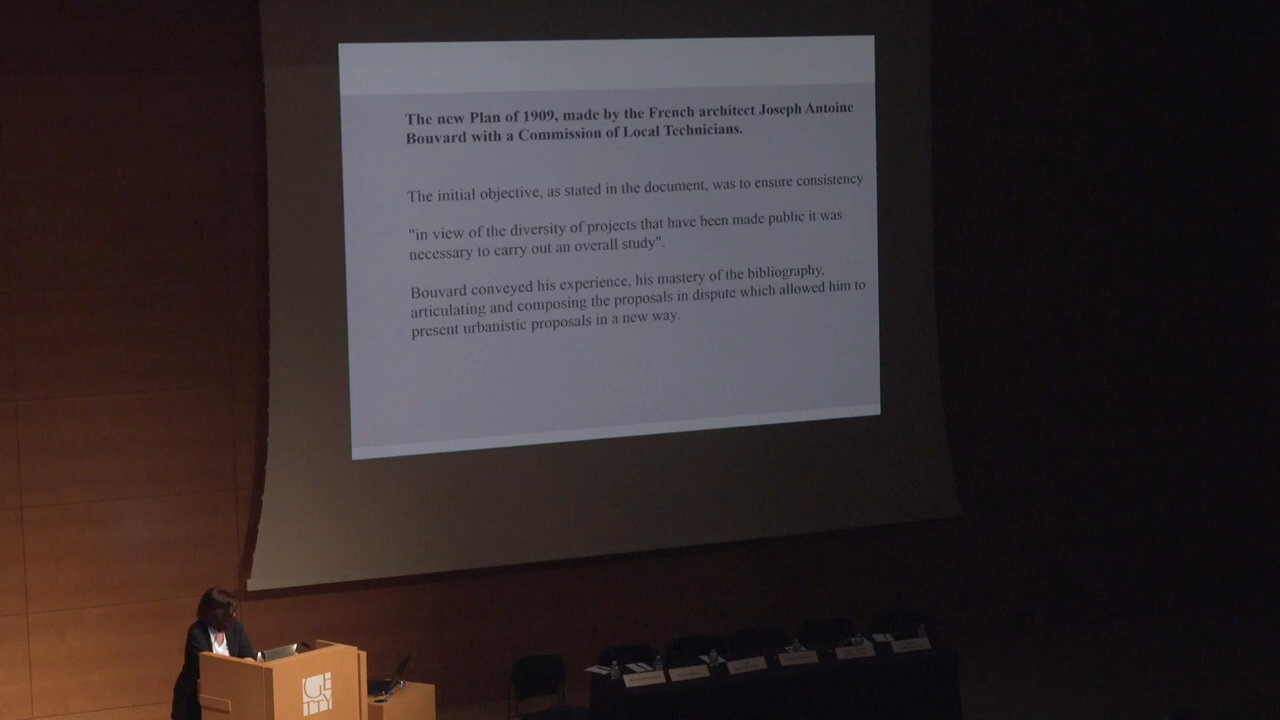 The new Plan of 1909, made by the French architect Joseph Antoine
Bouvard with a Commission of Local Technicians.
The initial objective, as stated in the document, was to ensure consistency
"in view of the diversity of projects that have been made public it was
necessary to carry out an overall study".
Bouvard conveyed his experience, his mastery of the bibliography,
articulating and composing the proposals in dispute which allowed him to
present urbanistic proposals in a new way.
GE
TTY